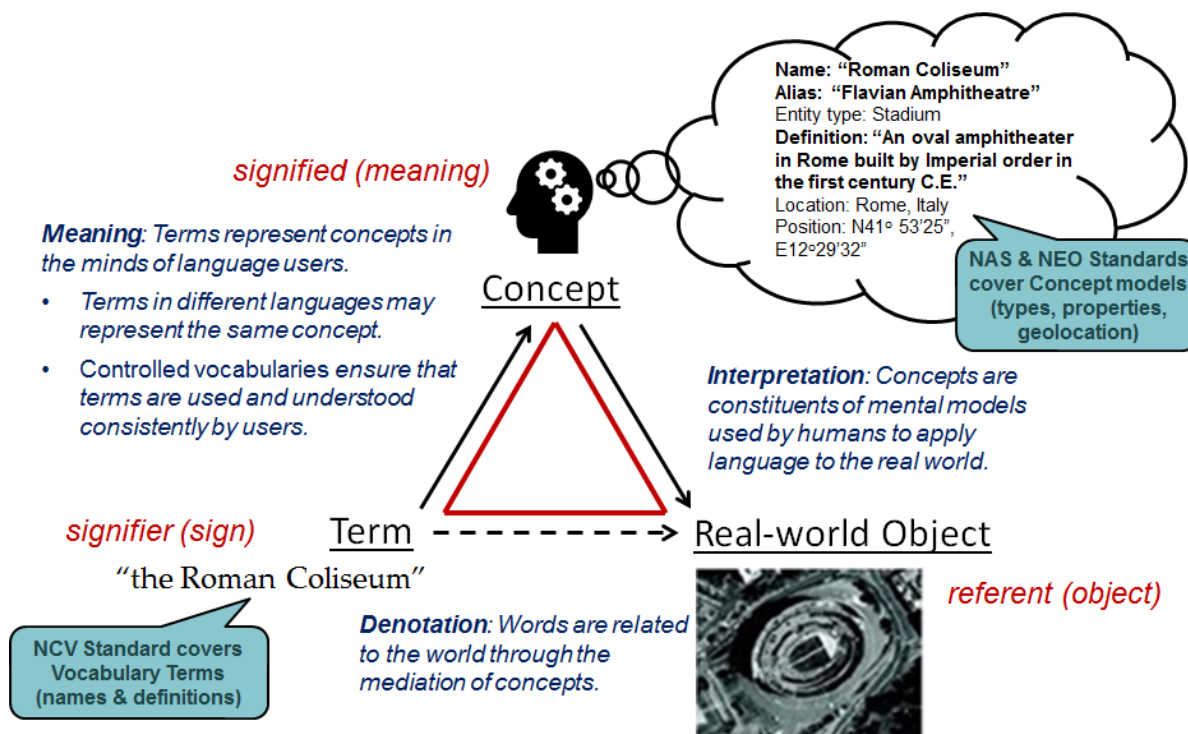 Name: “Roman Coliseum”
Alias: “Flavian Amphitheatre”
Entity type: Stadium
Definition: “An oval amphitheater
in Rome built by Imperial order in
the first century C.E.”
Location: Rome, Italy
Position: N41o 53’25”,
E12o29’32”
NAS & NEO Standards
cover Concept models
(types, properties,
geolocation)
signified (meaning)
Concept
Meaning: Terms represent concepts in
the minds of language users.
• Terms in different languages may
represent the same concept.
• Controlled vocabularies ensure that
terms are used and understood
consistently by users.
Interpretation: Concepts are
constituents of mental models
used by humans to apply
language to the real world.
signifier (sign)
Term
“the Roman Coliseum”
NCV Standard covers
Vocabulary Terms
(names & definitions)
Denotation: Words are related
to the world through the
mediation of concepts.
Real-world Object
referent (object)